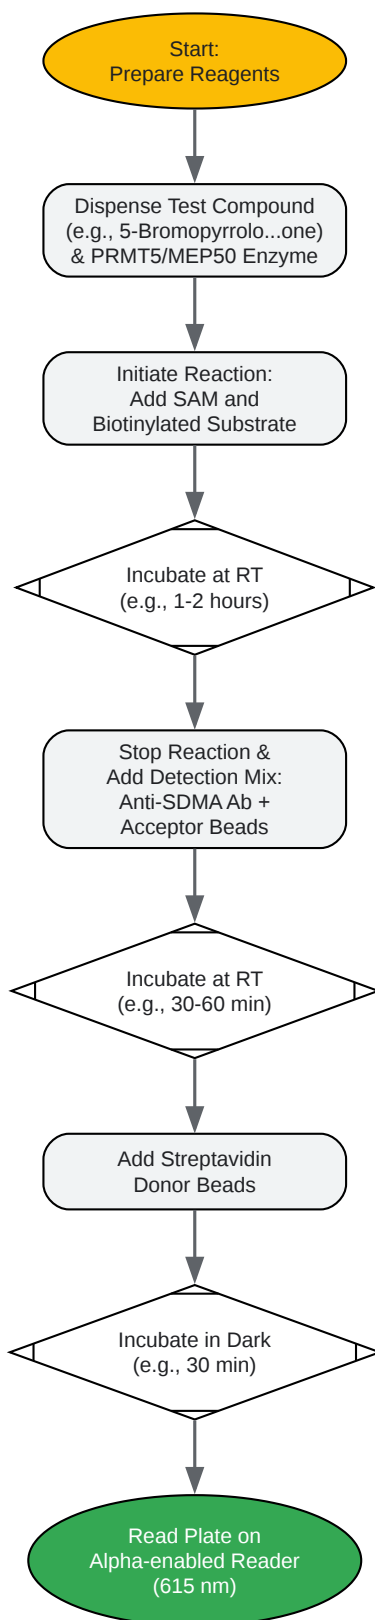 Start:
Prepare Reagents
Dispense Test Compound
(e.g., 5-Bromopyrrolo...one)
& PRMT5/MEP50 Enzyme
Initiate Reaction:
Add SAM and
Biotinylated Substrate
Incubate at RT
(e.g., 1-2 hours)
Stop Reaction &
Add Detection Mix:
Anti-SDMA Ab +
Acceptor Beads
Incubate at RT
(e.g., 30-60 min)
Add Streptavidin
Donor Beads
Incubate in Dark
(e.g., 30 min)
Read Plate on
Alpha-enabled Reader
(615 nm)